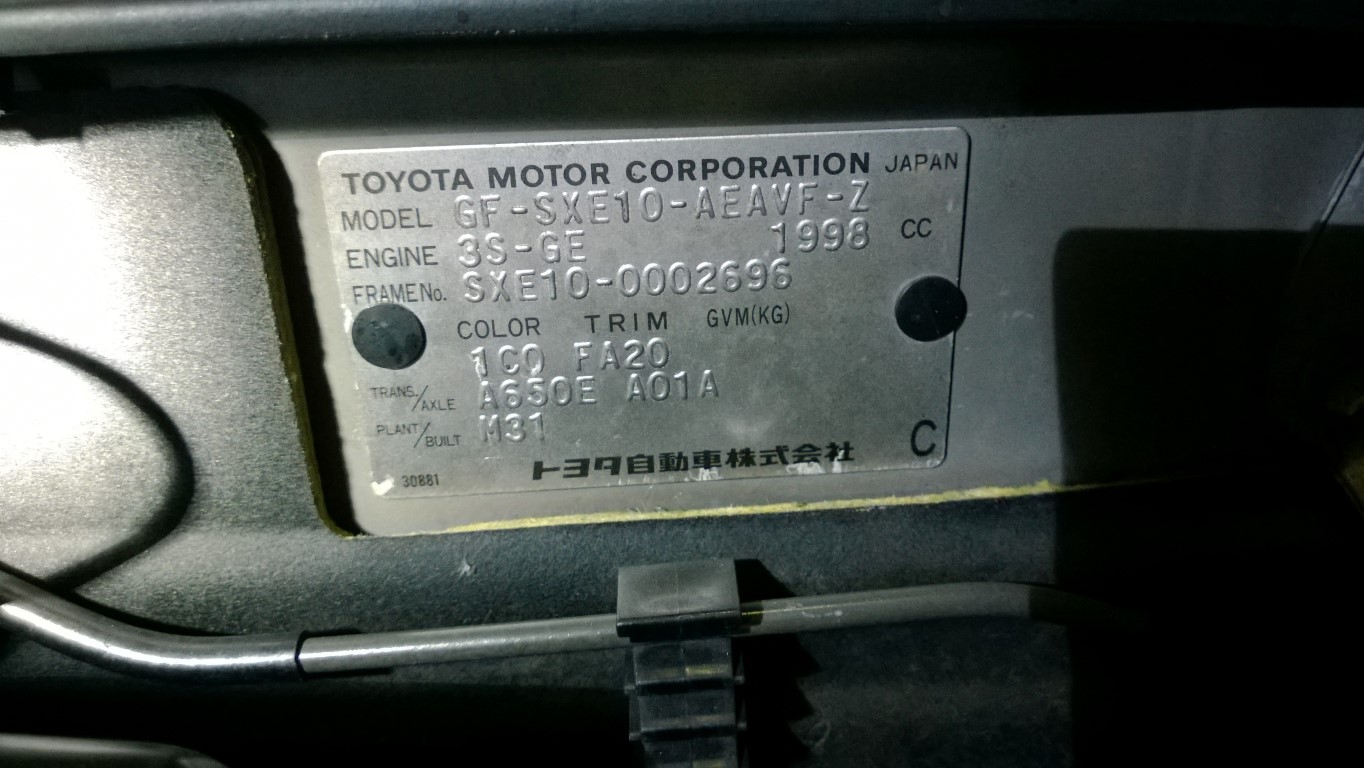 TOYOTA MOTOR CORPORATION JAPAN
MODEL GF-SXE10-AEAVF-Z
ENGINE 3S-GE 1998 CC
FRAME No. SXE10-0002696
COLOR TRIM GVM(KG)
1C0 FA20
TRANS./AXLE A650E A01A
PLANT/BUILT M31
C
トヨタ自動車株式会社
30881